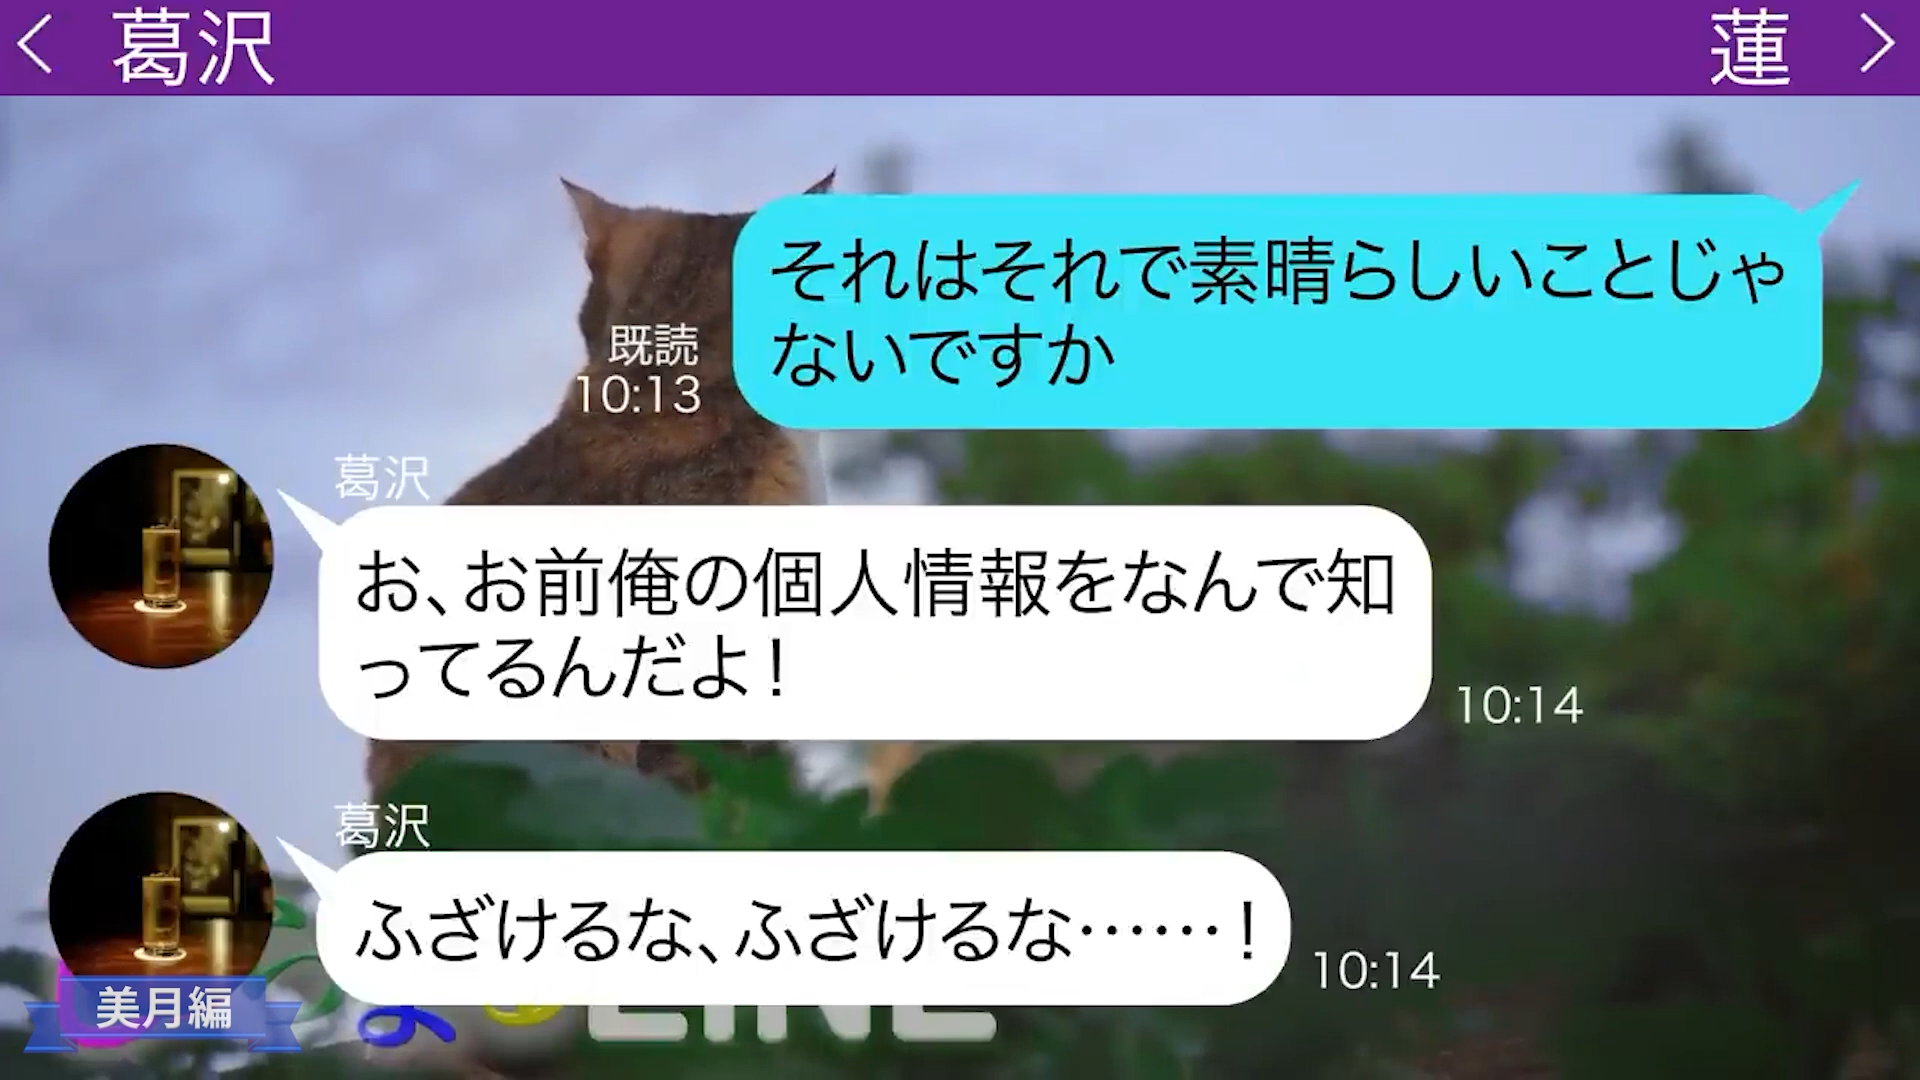 葛沢
蓮
それはそれで素晴らしいことじゃ
ないですか
既読
10:13
葛沢
お、お前俺の個人情報をなんで知
ってるんだよ！
10:14
葛沢
ふざけるな、ふざけるな……！
10:14
美月編
LINE